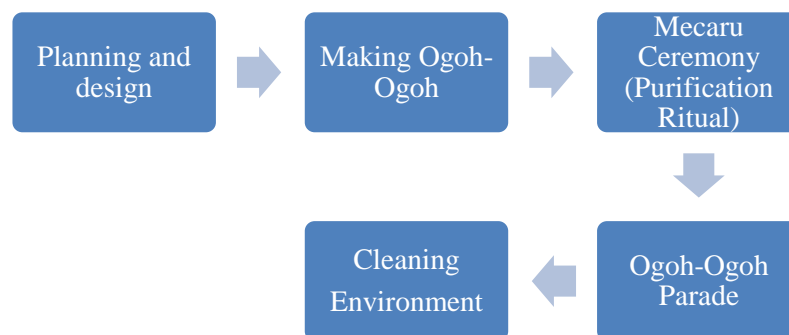 Planning and
design
Making Ogoh-
Ogoh
Mecaru
Ceremony
(Purification
Ritual)
Ogoh-Ogoh
Parade
Cleaning
Environment